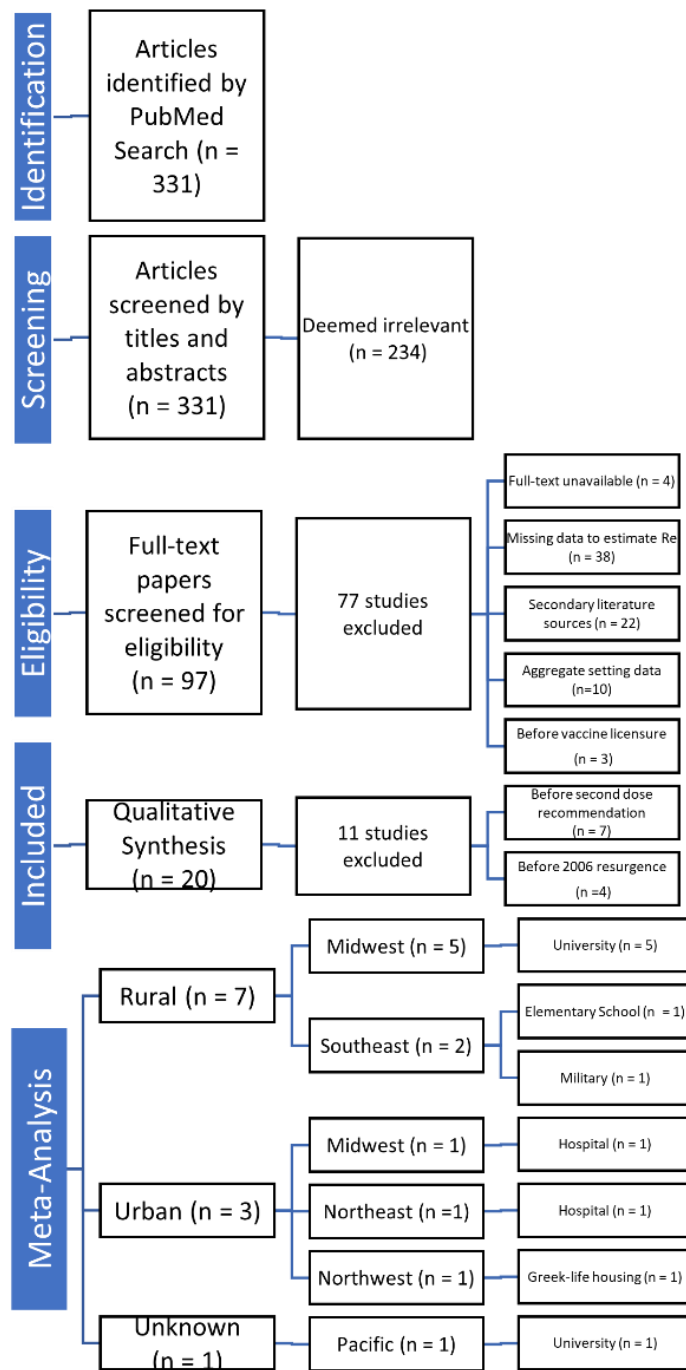 Identification
Articles
identified by
PubMed
Search (n =
331)
Screening
Articles
screened by
titles and
abstracts
(n = 331)
Deemed irrelevant
(n = 234)
Eligibility
Full-text
papers
screened for
eligibility
(n = 97)
77 studies
excluded
Full-text unavailable (n = 4)
Missing data to estimate Re
(n = 38)
Secondary literature
sources (n = 22)
Aggregate setting data
(n=10)
Before vaccine licensure
(n = 3)
Included
Qualitative
Synthesis
(n = 20)
11 studies
excluded
Before second dose
recommendation
(n = 7)
Before 2006 resurgence
(n =4)
Meta-Analysis
Rural (n = 7)
Midwest (n = 5)
University (n = 5)
Southeast (n = 2)
Elementary School (n = 1)
Military (n = 1)
Urban (n = 3)
Midwest (n = 1)
Hospital (n = 1)
Northeast (n =1)
Hospital (n = 1)
Northwest (n = 1)
Greek-life housing (n = 1)
Unknown
(n = 1)
Pacific (n = 1)
University (n = 1)